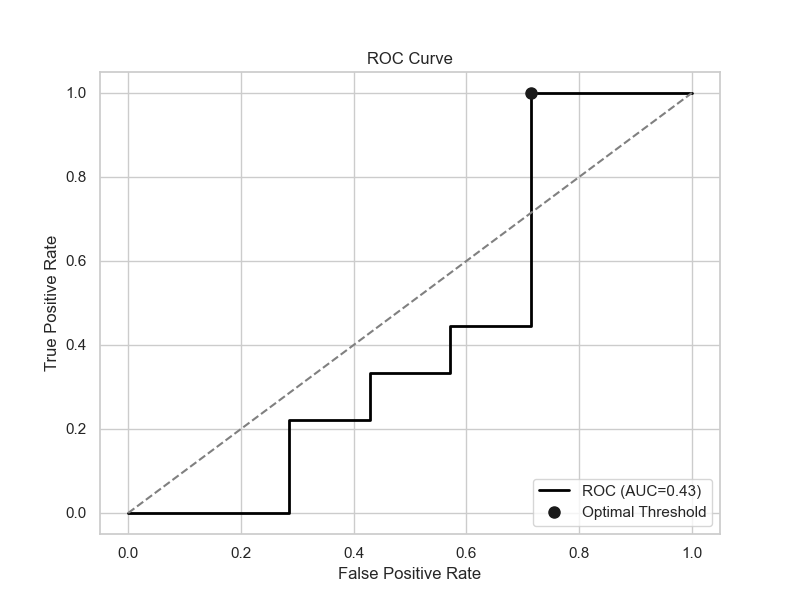 ROC Curve
1.0
0.8
0.6
0.4
0.2
0.0
True Positive Rate
0.0 0.2 0.4 0.6 0.8 1.0
False Positive Rate
ROC (AUC=0.43)
Optimal Threshold